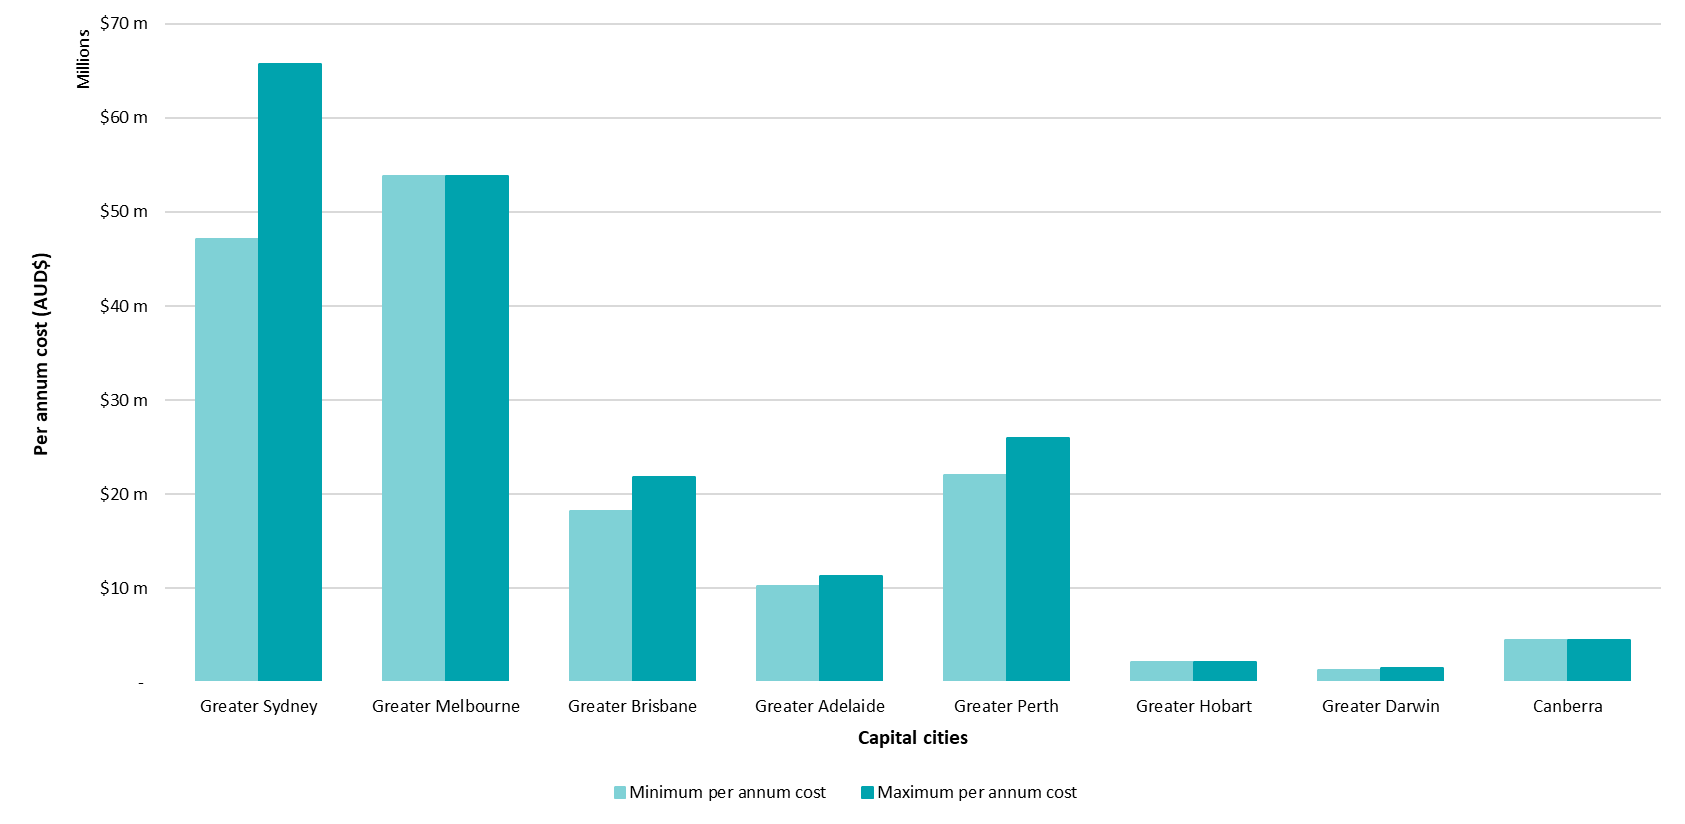 Millions
Per annum cost (AUD$)
$70 m
$60 m
$50 m
$40 m
$30 m
$20 m
$10 m
-
Greater Sydney
Greater Melbourne
Greater Brisbane
Greater Adelaide
Greater Perth
Greater Hobart
Greater Darwin
Canberra
Capital cities
Minimum per annum cost
Maximum per annum cost